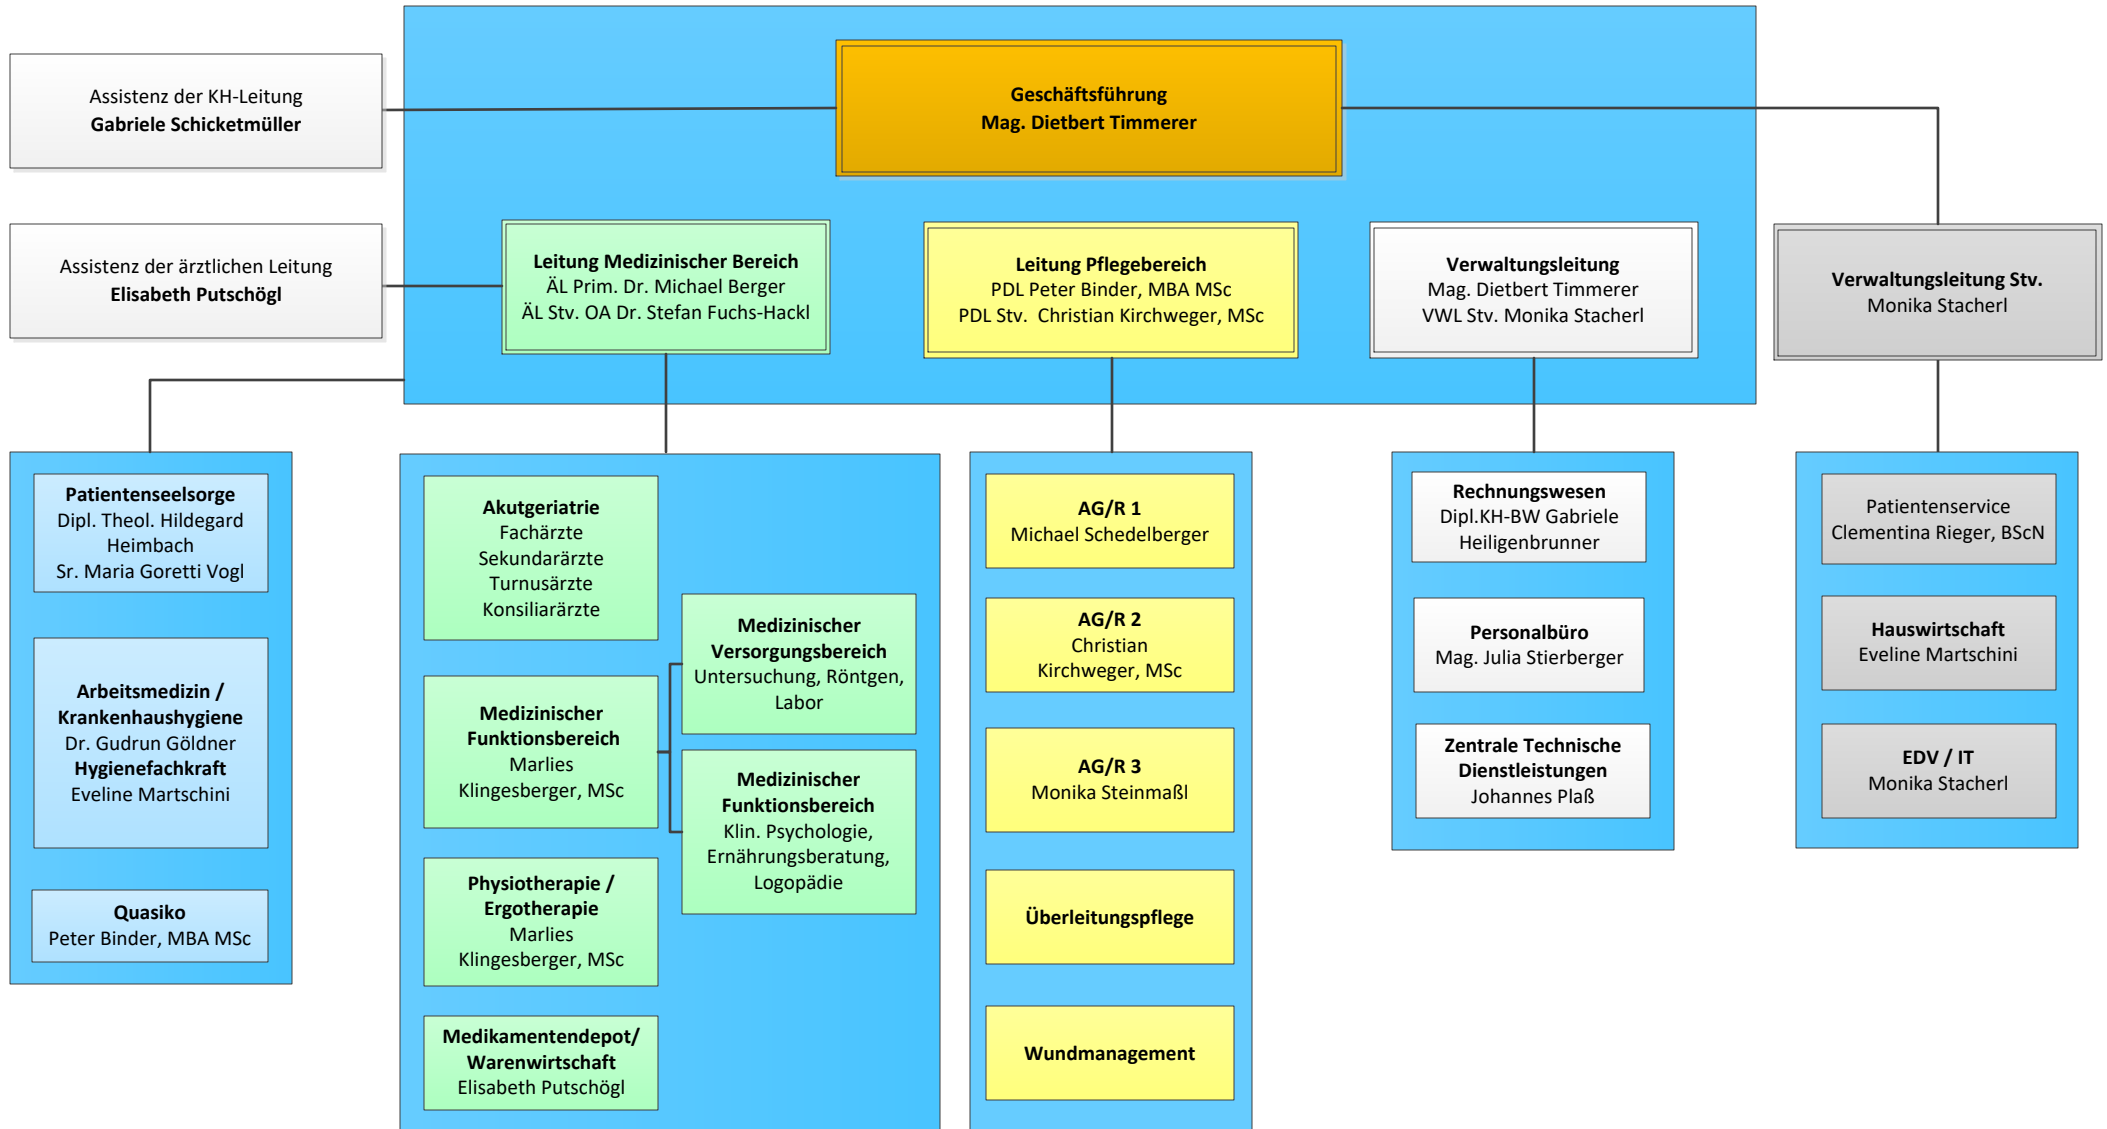 Assistenz der KH-Leitung
Gabriele Schicketmüller
Geschäftsführung
Mag. Dietbert Timmerer
Assistenz der ärztlichen Leitung
Elisabeth Putschögl
Leitung Medizinischer Bereich
ÄL Prim. Dr. Michael Berger
ÄL Stv. OA Dr. Stefan Fuchs-Hackl
Leitung Pflegebereich
PDL Peter Binder, MBA MSc
PDL Stv.  Christian Kirchweger, MSc
Verwaltungsleitung
Mag. Dietbert Timmerer
VWL Stv. Monika Stacherl
Verwaltungsleitung Stv.
Monika Stacherl
Patientenseelsorge
Dipl. Theol. Hildegard
Heimbach
Sr. Maria Goretti Vogl
Arbeitsmedizin /
Krankenhaushygiene
Dr. Gudrun Göldner
Hygienefachkraft
Eveline Martschini
Quasiko
Peter Binder, MBA MSc
Akutgeriatrie
Fachärzte
Sekundarärzte
Turnusärzte
Konsiliarärzte
Medizinischer
Funktionsbereich
Marlies
Klingesberger, MSc
Physiotherapie /
Ergotherapie
Marlies
Klingesberger, MSc
Medikamentendepot/
Warenwirtschaft
Elisabeth Putschögl
Medizinischer
Versorgungsbereich
Untersuchung, Röntgen,
Labor
Medizinischer
Funktionsbereich
Klin. Psychologie,
Ernährungsberatung,
Logopädie
AG/R 1
Michael Schedelberger
AG/R 2
Christian
Kirchweger, MSc
AG/R 3
Monika Steinmaßl
Überleitungspflege
Wundmanagement
Rechnungswesen
Dipl.KH-BW Gabriele
Heiligenbrunner
Personalbüro
Mag. Julia Stierberger
Zentrale Technische
Dienstleistungen
Johannes Plaß
Patientenservice
Clementina Rieger, BScN
Hauswirtschaft
Eveline Martschini
EDV / IT
Monika Stacherl